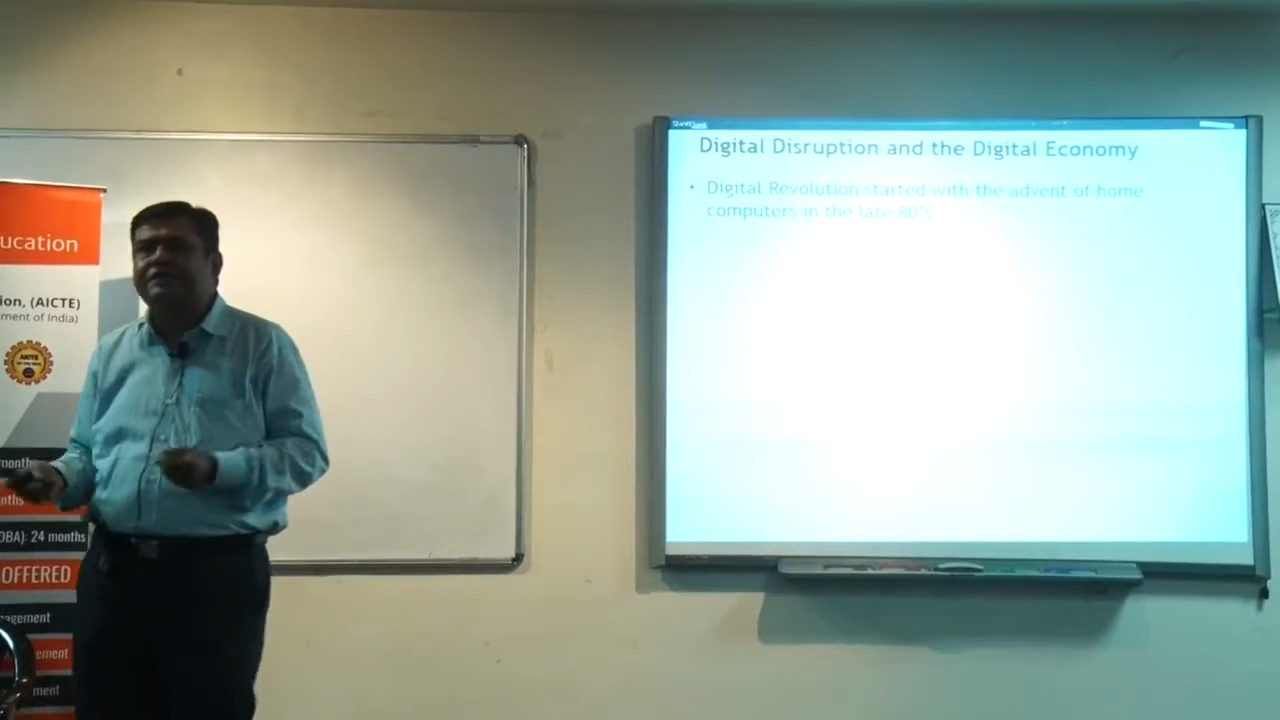 ucation
ion, (AICTE)
ment of India)
AICTE
month
nths
DBA): 24 months
OFFERED
agement
ement
ment
Digital Disruption and the Digital Economy
• Digital Revolution started with the advent of home
computers in the late 80's